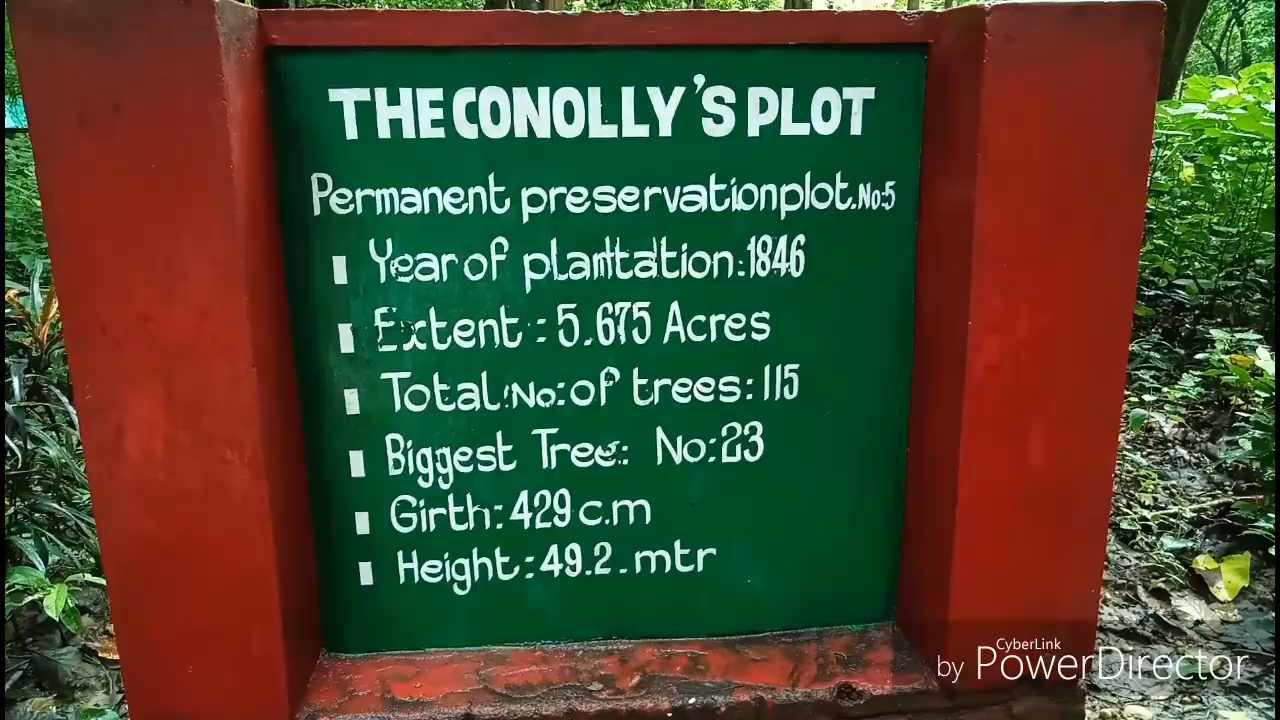 THE CONOLLY'S PLOT
Permanent preservation plot.No:5
Year of plantation:1846
Extent : 5.675 Acres
Total No: of trees: 115
Biggest Tree: No:23
Girth: 429 c.m
Height: 49.2. mtr
CyberLink
by PowerDirector